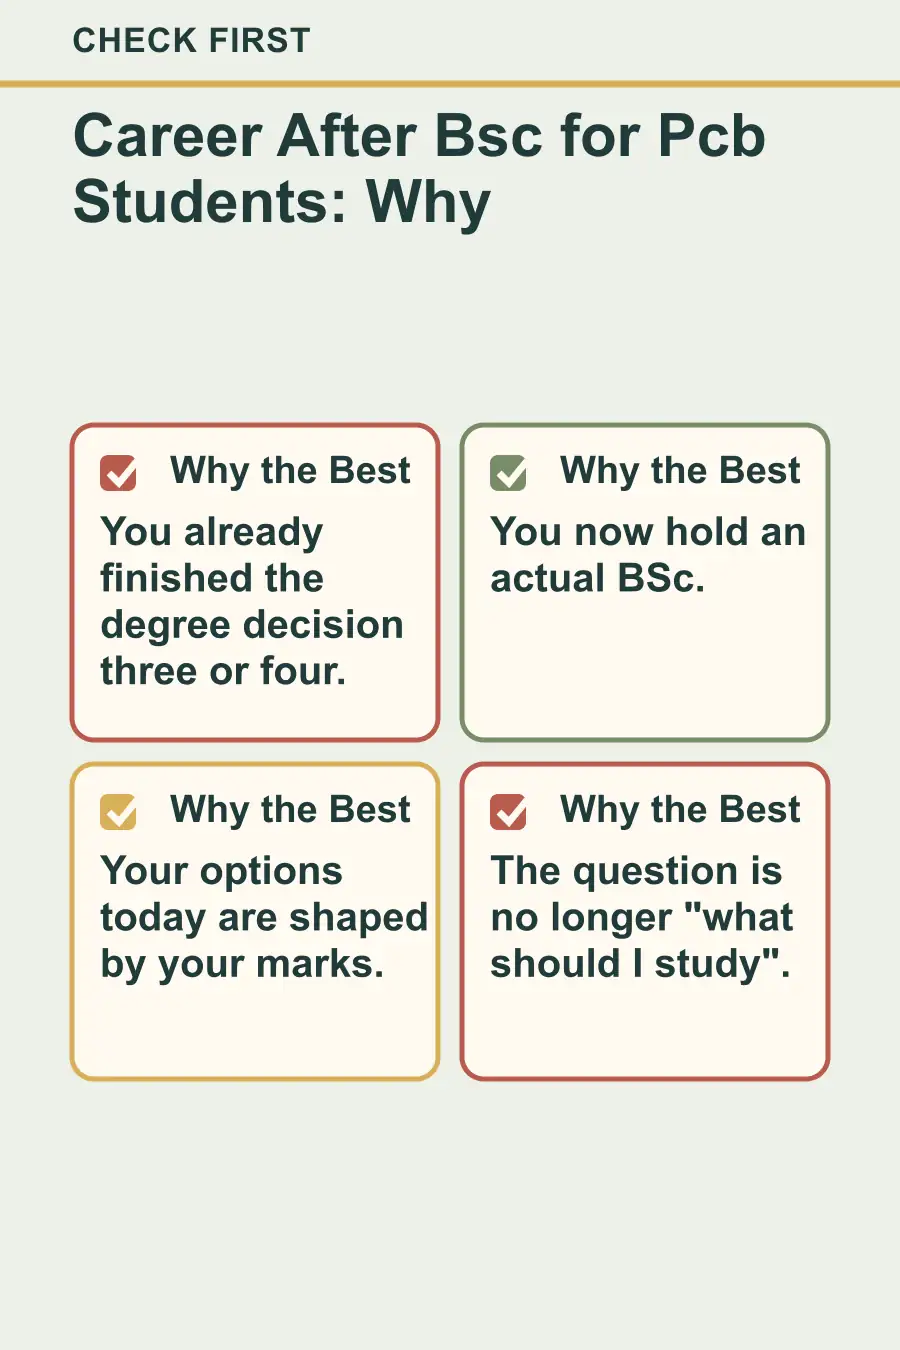 CHECK FIRST
Career After Bsc for Pcb
Students: Why
Why the Best
You already
finished the
degree decision
three or four.
Why the Best
You now hold an
actual BSc.
Why the Best
Your options
today are shaped
by your marks.
Why the Best
The question is
no longer "what
should I study".